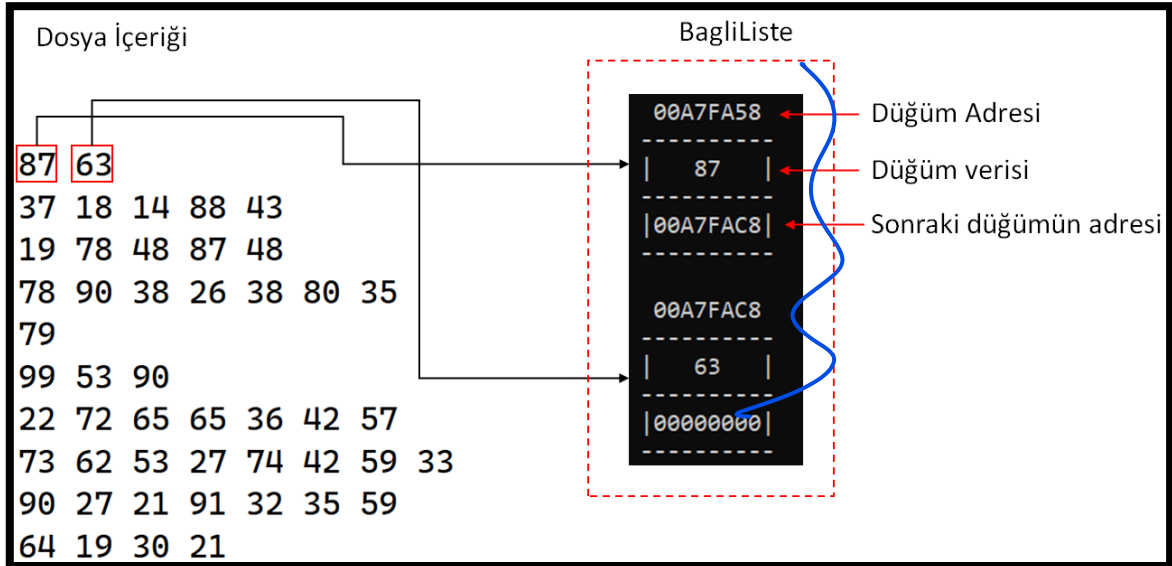 Dosya İçeriği
87 63
37 18 14 88 43
19 78 48 87 48
78 90 38 26 38 80 35
79
99 53 90
22 72 65 65 36 42 57
73 62 53 27 74 42 59 33
90 27 21 91 32 35 59
64 19 30 21
BagliListe
00A7FA58
----------
| 87 |
----------
|00A7FAC8|
----------
00A7FAC8
----------
| 63 |
----------
|00000000|
----------
Düğüm Adresi
Düğüm verisi
Sonraki düğümün adresi